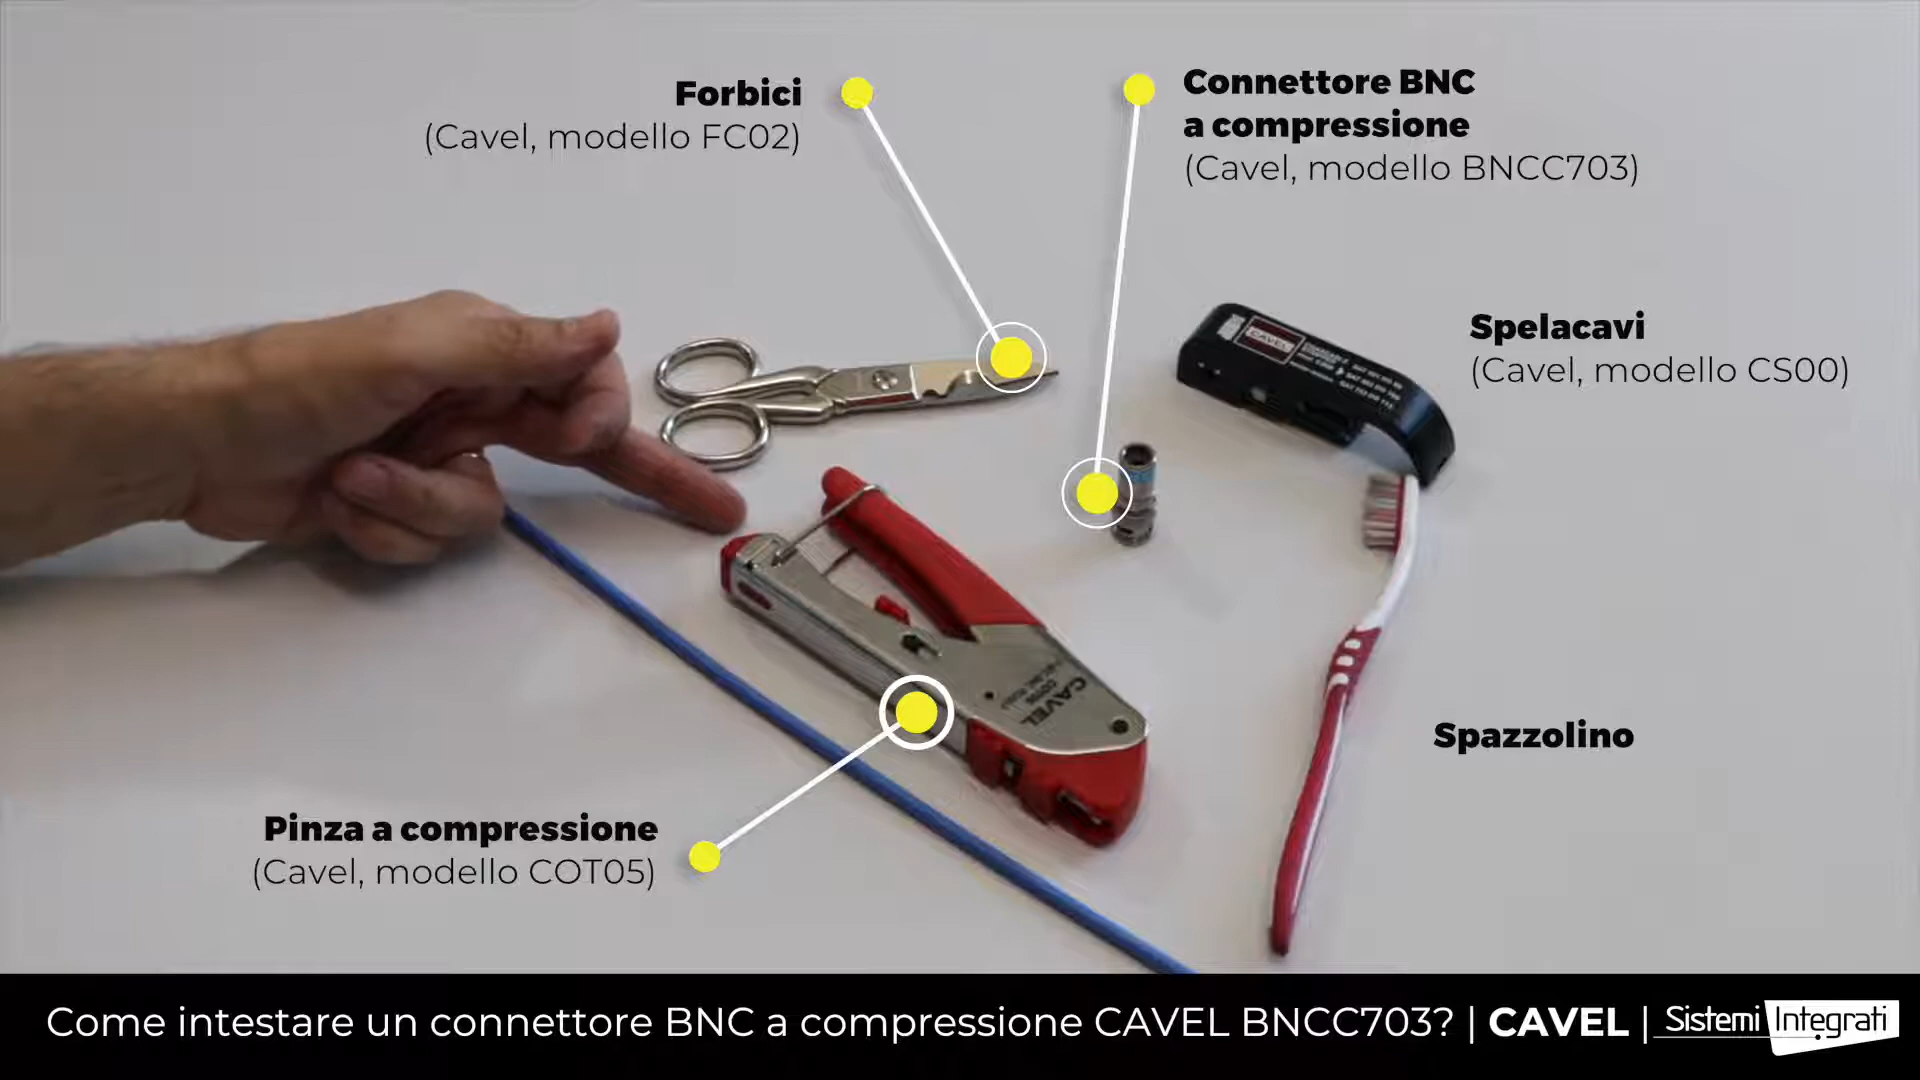 Forbici
(Cavel, modello FC02)
Connettore BNC
a compressione
(Cavel, modello BNCC703)
Spelacavi
(Cavel, modello CS00)
CAVEL
CAVEL
Spazzolino
Pinza a compressione
(Cavel, modello COT05)
Come intestare un connettore BNC a compressione CAVEL BNCC703? | CAVEL | Sistemi Integrati